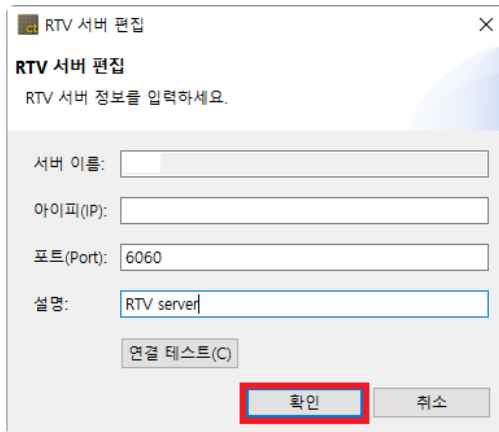 ct RTV 서버 편집
RTV 서버 편집
RTV 서버 정보를 입력하세요.
서버 이름:
아이피(IP):
포트(Port): 6060
설명: RTV server
연결 테스트(C)
확인 취소